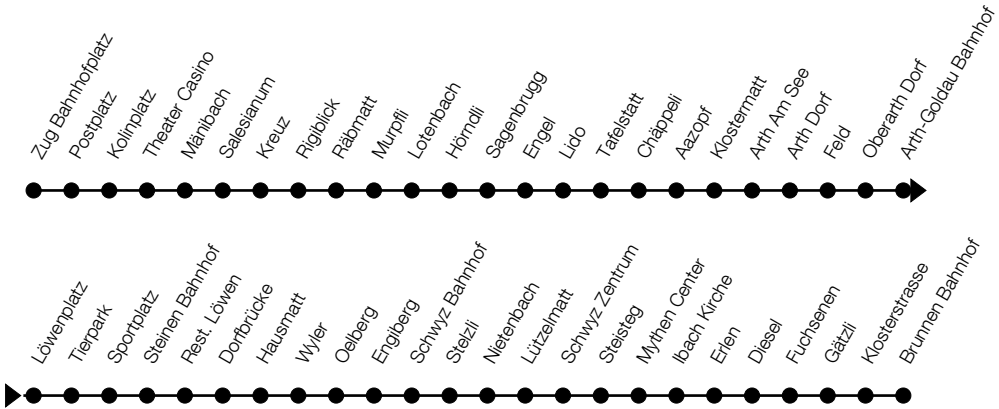 Zug Bahnhofplatz
Postplatz
Kolinplatz
Theater Casino
Mänibach
Salesianum
Kreuz
Rigiblick
Räbmatt
Murpfli
Lotenbach
Hörndli
Sagenbrugg
Engel
Lido
Tafelstatt
Chäppeli
Aazopf
Klostermatt
Arth Am See
Arth Dorf
Feld
Oberarth Dorf
Arth-Goldau Bahnhof
Löwenplatz
Tierpark
Sportplatz
Steinen Bahnhof
Rest. Löwen
Dorfbrücke
Hausmatt
Wyler
Oelberg
Engiberg
Schwyz Bahnhof
Stelzli
Nietenbach
Lützelmatt
Schwyz Zentrum
Steisteg
Mythen Center
Ibach Kirche
Erlen
Diesel
Fuchsenen
Gätzli
Klosterstrasse
Brunnen Bahnhof